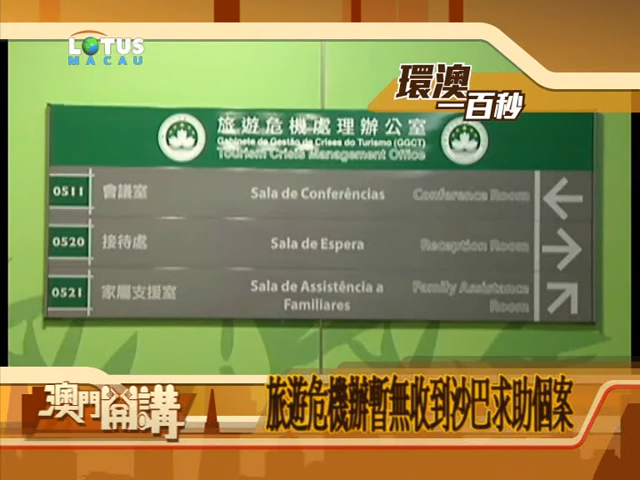 LOTUS
MACAU
環澳
一百秒
旅遊危機處理辦公室
Gabinete de Gestão de Crises do Turismo (GGCT)
Tourism Crisis Management Office
0511 會議室 Sala de Conferências Conference Room
0520 接待處 Sala de Espera Reception Room
0521 家屬支援室 Sala de Assistência a Familiares Family Assistance Room
旅遊危機辦暫無收到沙巴求助個案